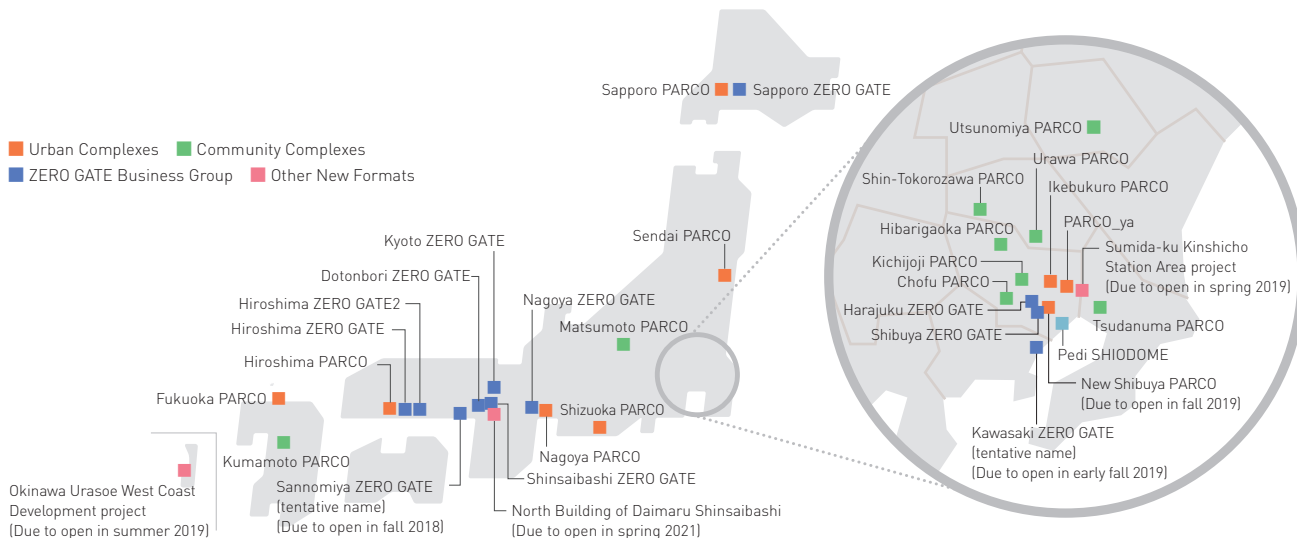 Sapporo PARCO
Sapporo ZERO GATE
Urban Complexes
Community Complexes
ZERO GATE Business Group
Other New Formats
Sendai PARCO
Kyoto ZERO GATE
Dotonbori ZERO GATE
Nagoya ZERO GATE
Hiroshima ZERO GATE2
Matsumoto PARCO
Hiroshima ZERO GATE
Hiroshima PARCO
Fukuoka PARCO
Shizuoka PARCO
Nagoya PARCO
Kumamoto PARCO
Shinsaibashi ZERO GATE
Sannomiya ZERO GATE
(tentative name)
(Due to open in fall 2018)
North Building of Daimaru Shinsaibashi
(Due to open in spring 2021)
Okinawa Urasoe West Coast
Development project
(Due to open in summer 2019)
Utsunomiya PARCO
Urawa PARCO
Shin-Tokorozawa PARCO
Ikebukuro PARCO
Hibarigaoka PARCO
PARCO_ya
Sumida-ku Kinshicho
Station Area project
(Due to open in spring 2019)
Kichijoji PARCO
Chofu PARCO
Harajuku ZERO GATE
Shibuya ZERO GATE
Tsudanuma PARCO
Pedi SHIODOME
New Shibuya PARCO
(Due to open in fall 2019)
Kawasaki ZERO GATE
(tentative name)
(Due to open in early fall 2019)